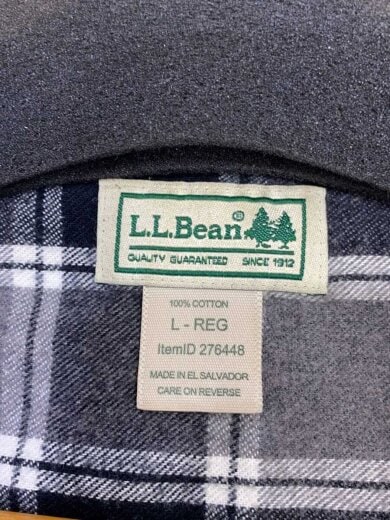 L.L.Bean®
QUALITY GUARANTEED SINCE 1912
100% COTTON
L - REG
ItemID 276448
MADE IN EL SALVADOR
CARE ON REVERSE